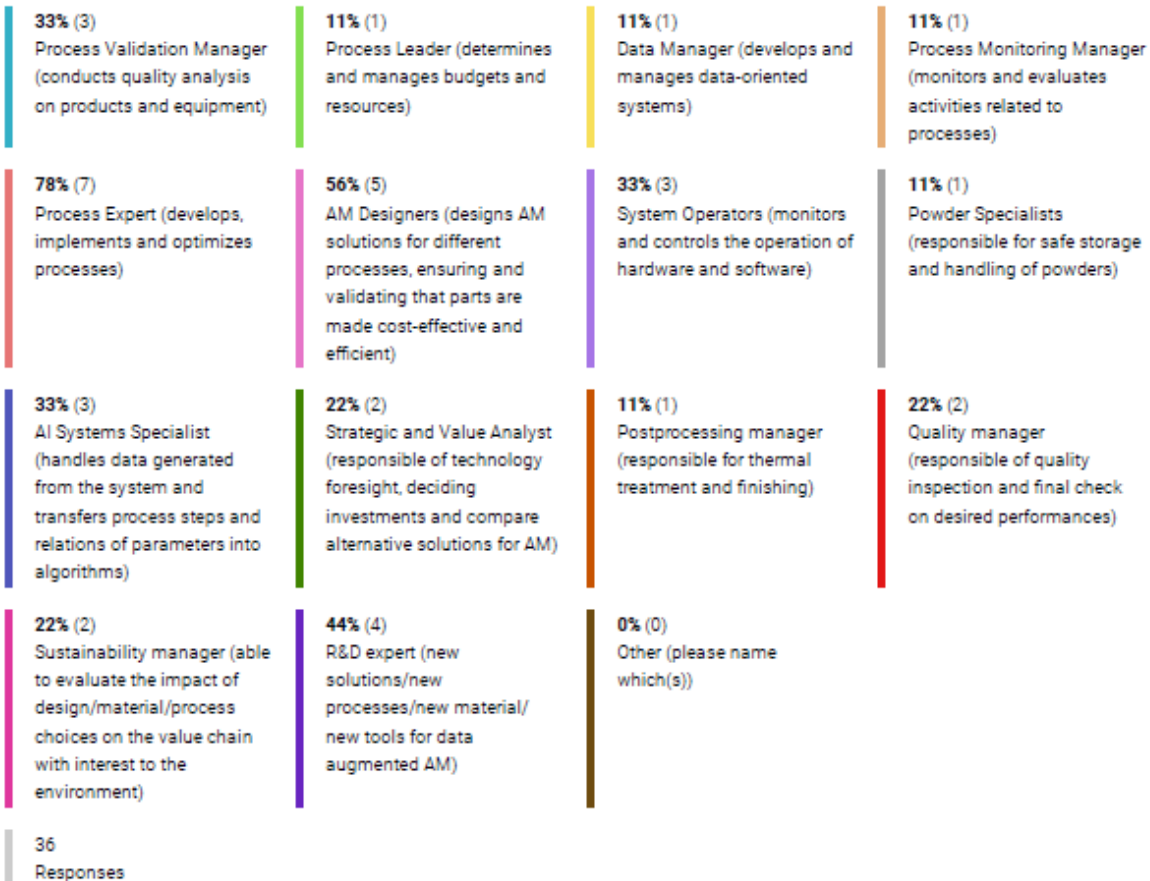 33% (3)
Process Validation Manager
(conducts quality analysis
on products and equipment)
11% (1)
Process Leader (determines
and manages budgets and
resources)
11% (1)
Data Manager (develops and
manages data-oriented
systems)
11% (1)
Process Monitoring Manager
(monitors and evaluates
activities related to
processes)
78% (7)
Process Expert (develops,
implements and optimizes
processes)
56% (5)
AM Designers (designs AM
solutions for different
processes, ensuring and
validating that parts are
made cost-effective and
efficient)
33% (3)
System Operators (monitors
and controls the operation of
hardware and software)
11% (1)
Powder Specialists
(responsible for safe storage
and handling of powders)
33% (3)
AI Systems Specialist
(handles data generated
from the system and
transfers process steps and
relations of parameters into
algorithms)
22% (2)
Strategic and Value Analyst
(responsible of technology
foresight, deciding
investments and compare
alternative solutions for AM)
11% (1)
Postprocessing manager
(responsible for thermal
treatment and finishing)
22% (2)
Quality manager
(responsible of quality
inspection and final check
on desired performances)
22% (2)
Sustainability manager (able
to evaluate the impact of
design/material/process
choices on the value chain
with interest to the
environment)
44% (4)
R&D expert (new
solutions/new
processes/new material/
new tools for data
augmented AM)
0% (0)
Other (please name
which(s))
36
Responses